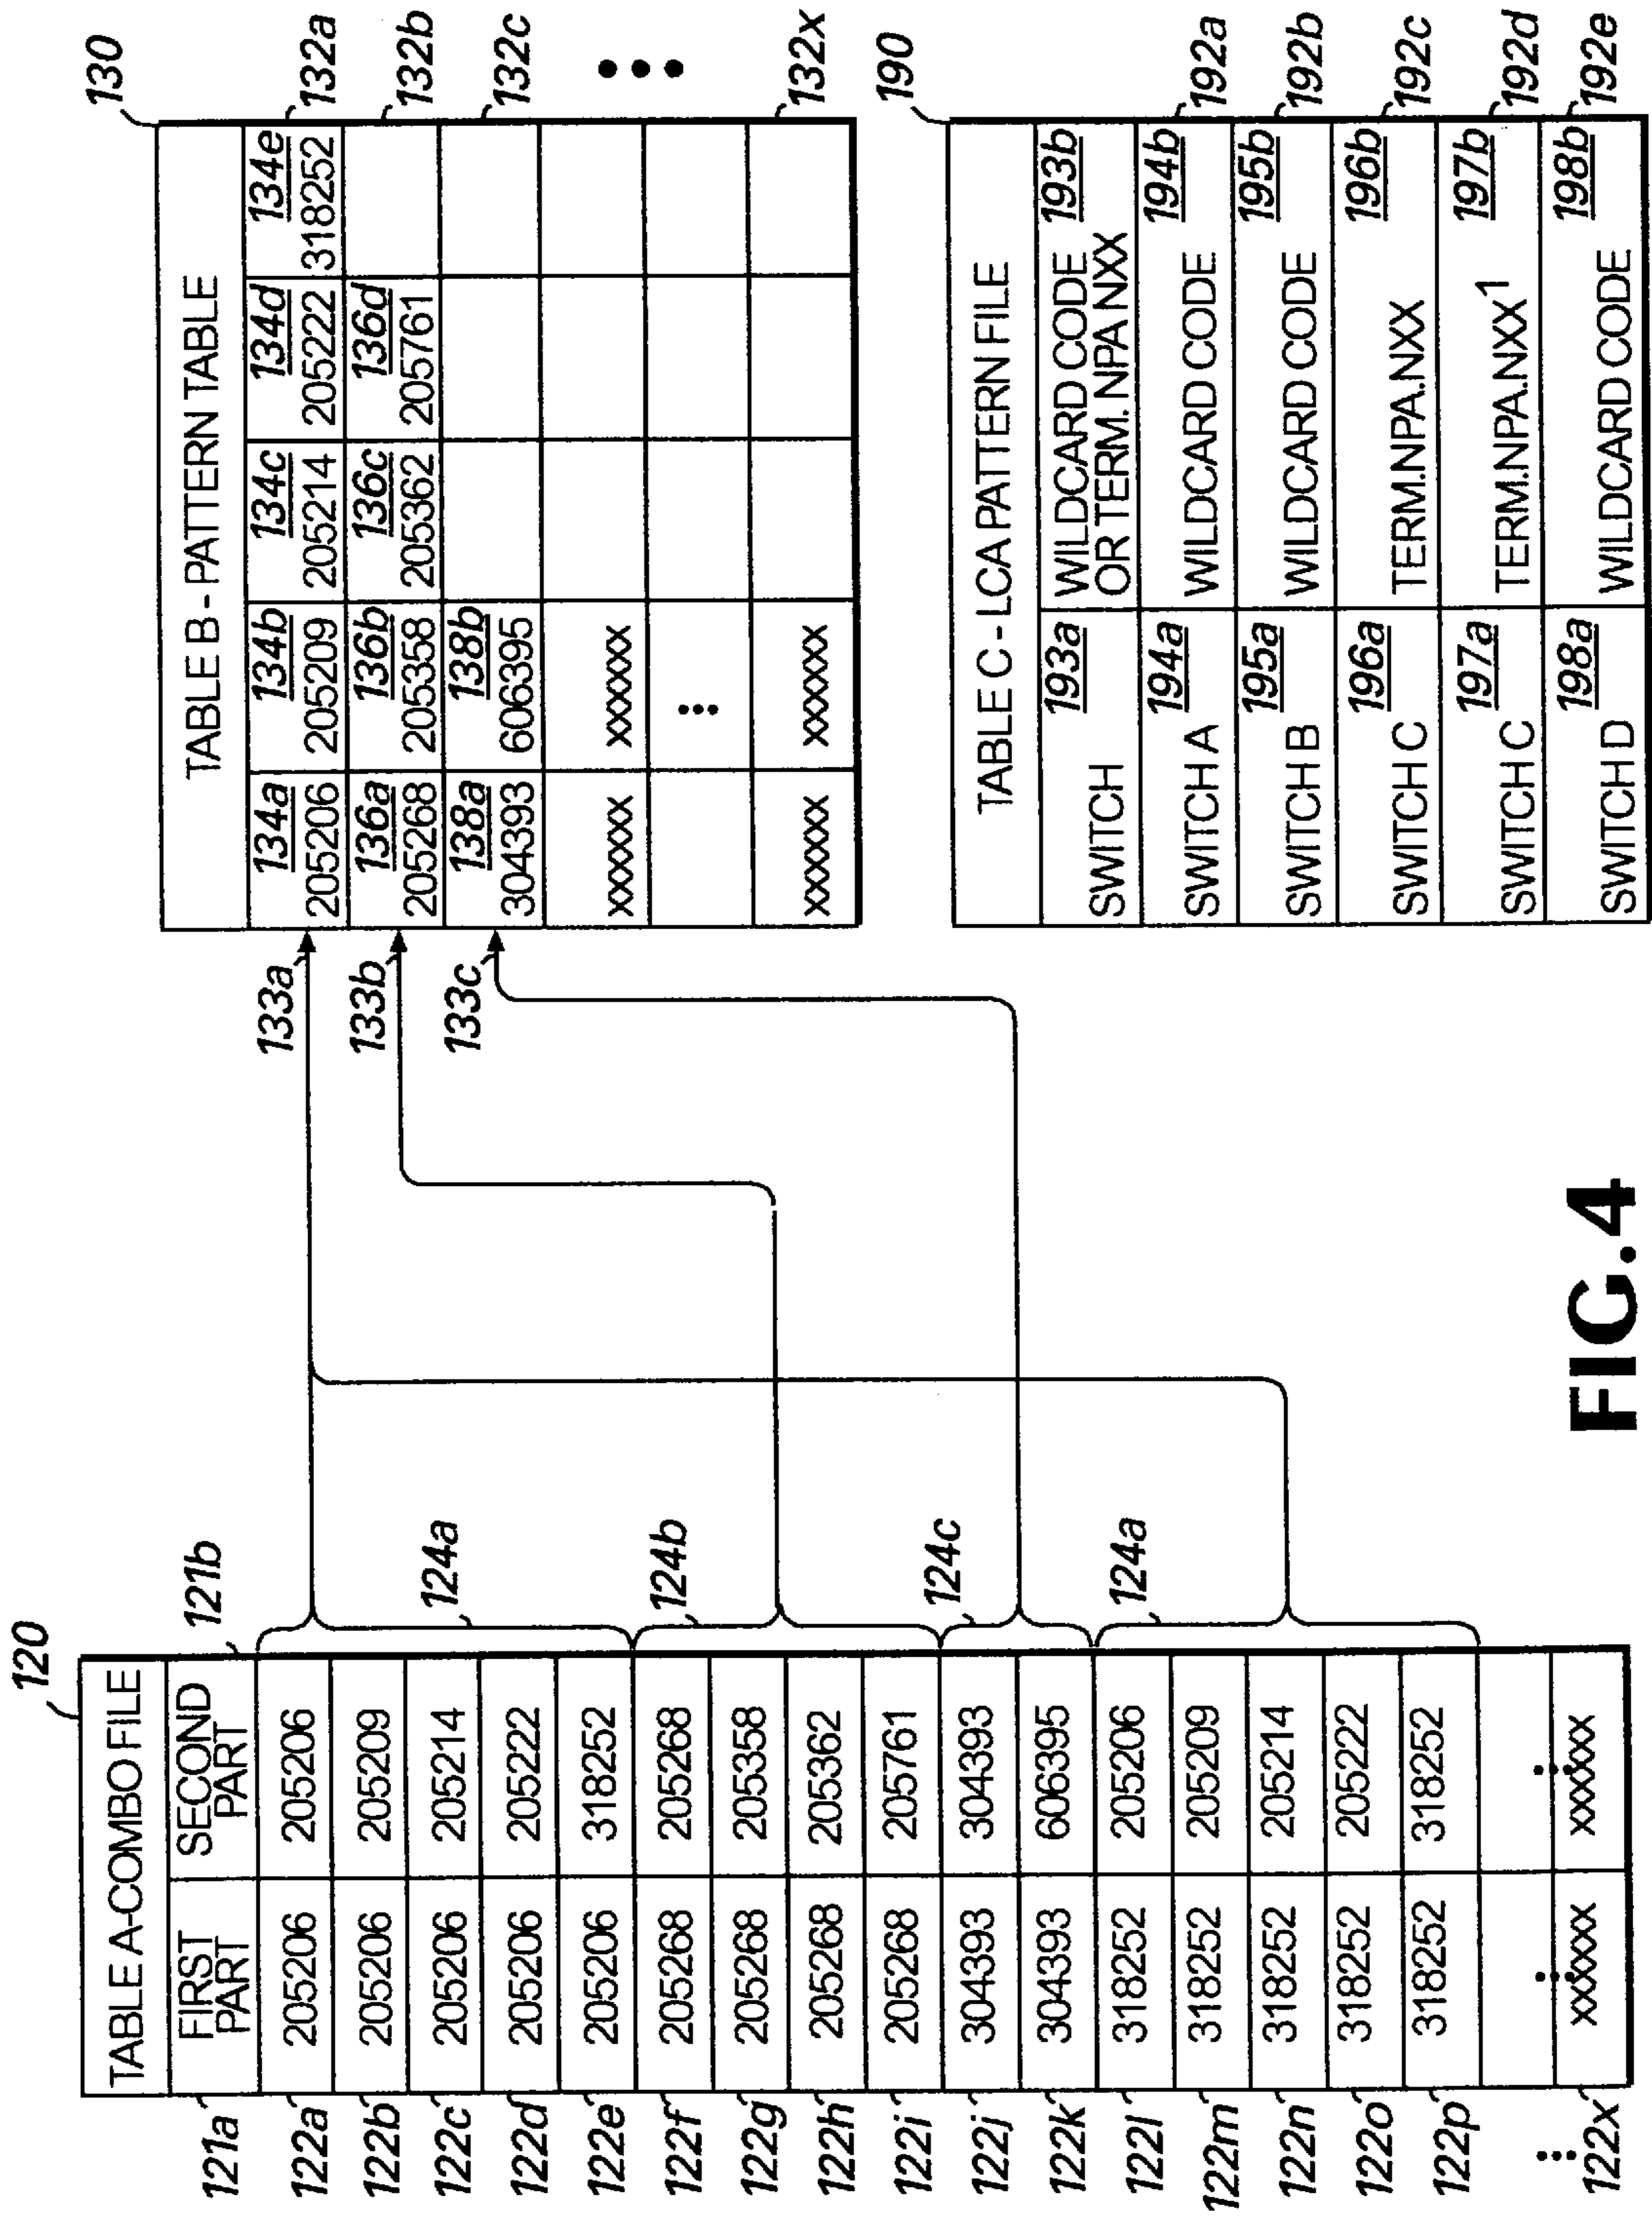 120
TABLE A-COMBO FILE
121a FIRST PART SECOND PART 121b
122a 205206 205206
122b 205206 205209
122c 205206 205214
122d 205206 205222
122e 205206 318252
122f 205268 205268
122g 205268 205358
122h 205268 205362
122i 205268 205761
122j 304393 304393
122k 304393 606395
122l 318252 205206
122m 318252 205209
122n 318252 205214
122o 318252 205222
122p 318252 318252
122x xxxxxx xxxxxx
124a
124b
124c
124a
133a
133b
133c
130
TABLE B - PATTERN TABLE
134a 134b 134c 134d 134e
205206 205209 205214 205222 318252 132a
136a 136b 136c 136d
205268 205358 205362 205761 132b
138a 138b
304393 606395 132c
xxxxxx xxxxxx
xxxxxx xxxxxx 132x
190
TABLE C - LCA PATTERN FILE
SWITCH 193a WILDCARD CODE OR TERM. NPA NXX 193b
SWITCH A 194a WILDCARD CODE 194b 192a
SWITCH B 195a WILDCARD CODE 195b 192b
SWITCH C 196a TERM.NPA.NXX 196b 192c
SWITCH C 197a TERM.NPA.NXX1 197b 192d
SWITCH D 198a WILDCARD CODE 198b 192e
FIG.4